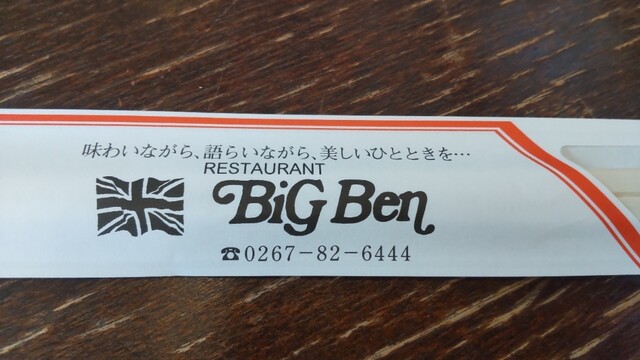 味わいながら、語らいながら、美しいひとときを…
RESTAURANT
BiG Ben
☎0267-82-6444